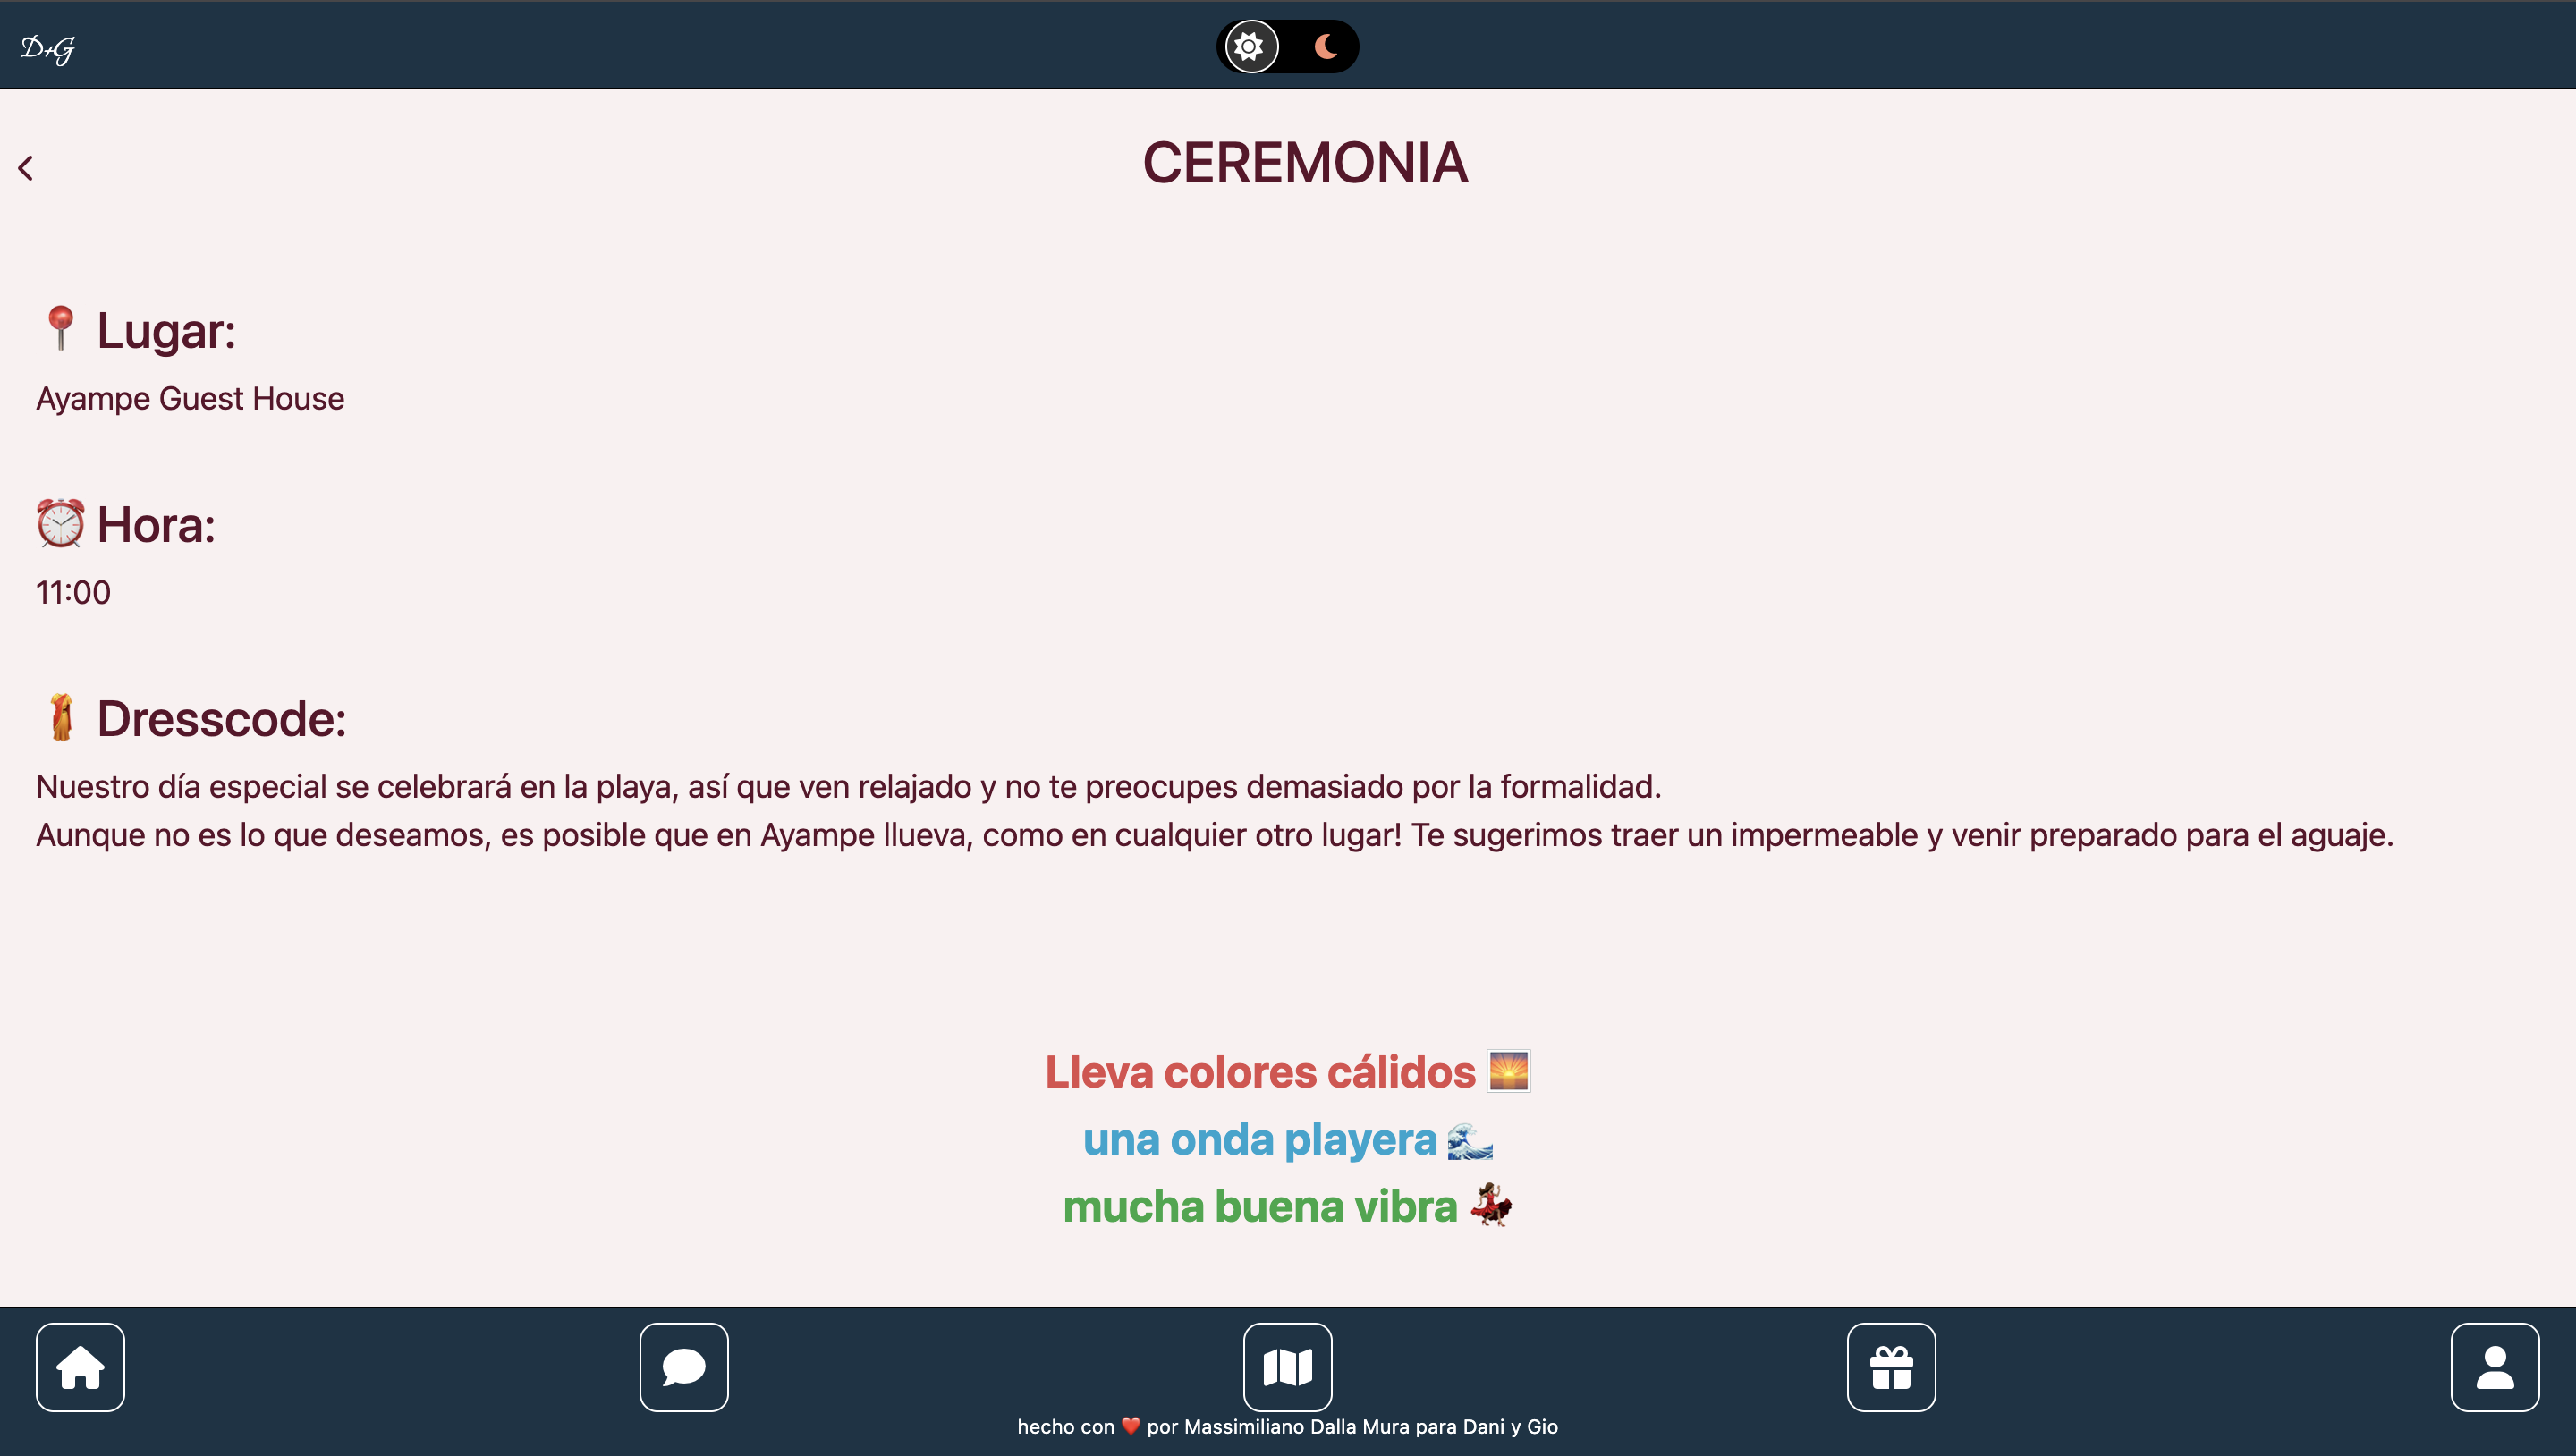 D+G
CEREMONIA
📍 Lugar:
Ayampe Guest House
⏰ Hora:
11:00
🥻 Dresscode:
Nuestro día especial se celebrará en la playa, así que ven relajado y no te preocupes demasiado por la formalidad.
Aunque no es lo que deseamos, es posible que en Ayampe llueva, como en cualquier otro lugar! Te sugerimos traer un impermeable y venir preparado para el aguaje.
Lleva colores cálidos 🌅
una onda playera 🌊
mucha buena vibra 💃🏾
hecho con ❤️ por Massimiliano Dalla Mura para Dani y Gio